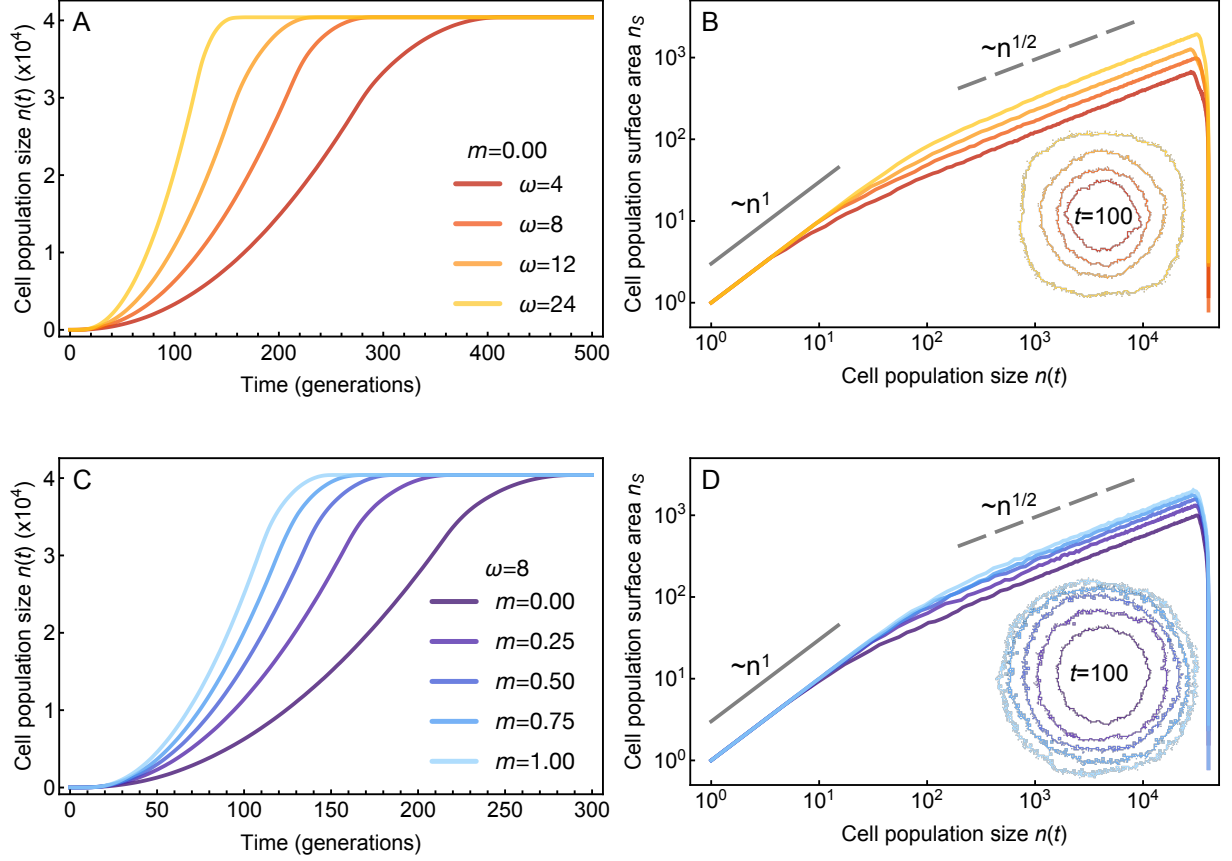 A
Cell population size n(t) (x10⁴)
4
3
2
1
0
m=0.00
ω=4
ω=8
ω=12
ω=24
0 100 200 300 400 500
Time (generations)
B
Cell population surface area nS
10³
10²
10¹
10⁰
~n¹
~n^1/2
t=100
10⁰ 10¹ 10² 10³ 10⁴
Cell population size n(t)
C
Cell population size n(t) (x10⁴)
4
3
2
1
0
ω=8
m=0.00
m=0.25
m=0.50
m=0.75
m=1.00
0 50 100 150 200 250 300
Time (generations)
D
Cell population surface area nS
10³
10²
10¹
10⁰
~n¹
~n^1/2
t=100
10⁰ 10¹ 10² 10³ 10⁴
Cell population size n(t)